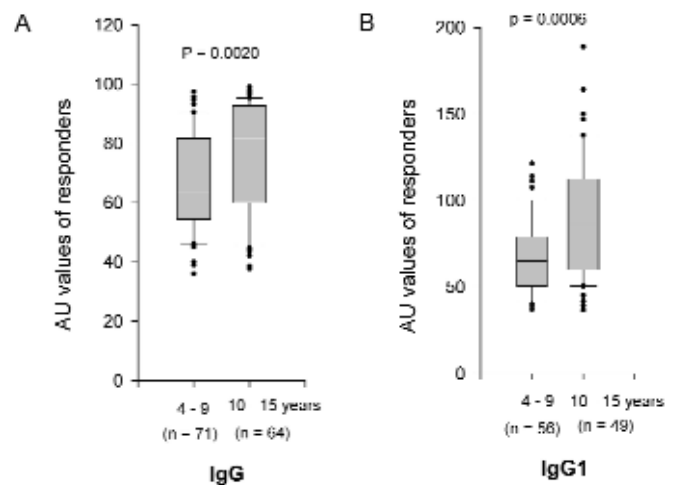 A
120
P – 0.0020
100
80
60
40
20
0
AU values of responders
4 - 9
10 15 years
(n – 71)
(n = 64)
IgG
B
p = 0.0006
200
150
100
50
0
AU values of responders
4 - 9
10 15 years
(n – 56)
(n = 49)
IgG1